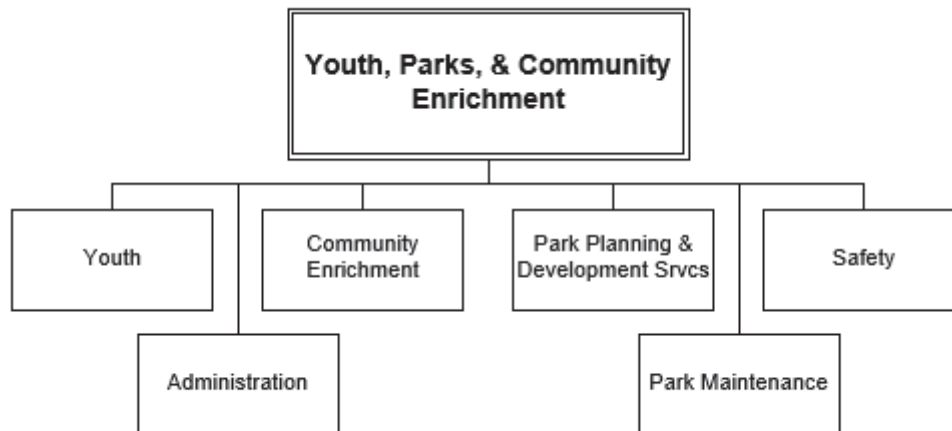 Youth, Parks, & Community
Enrichment
Youth
Community
Enrichment
Park Planning &
Development Srvcs
Safety
Administration
Park Maintenance